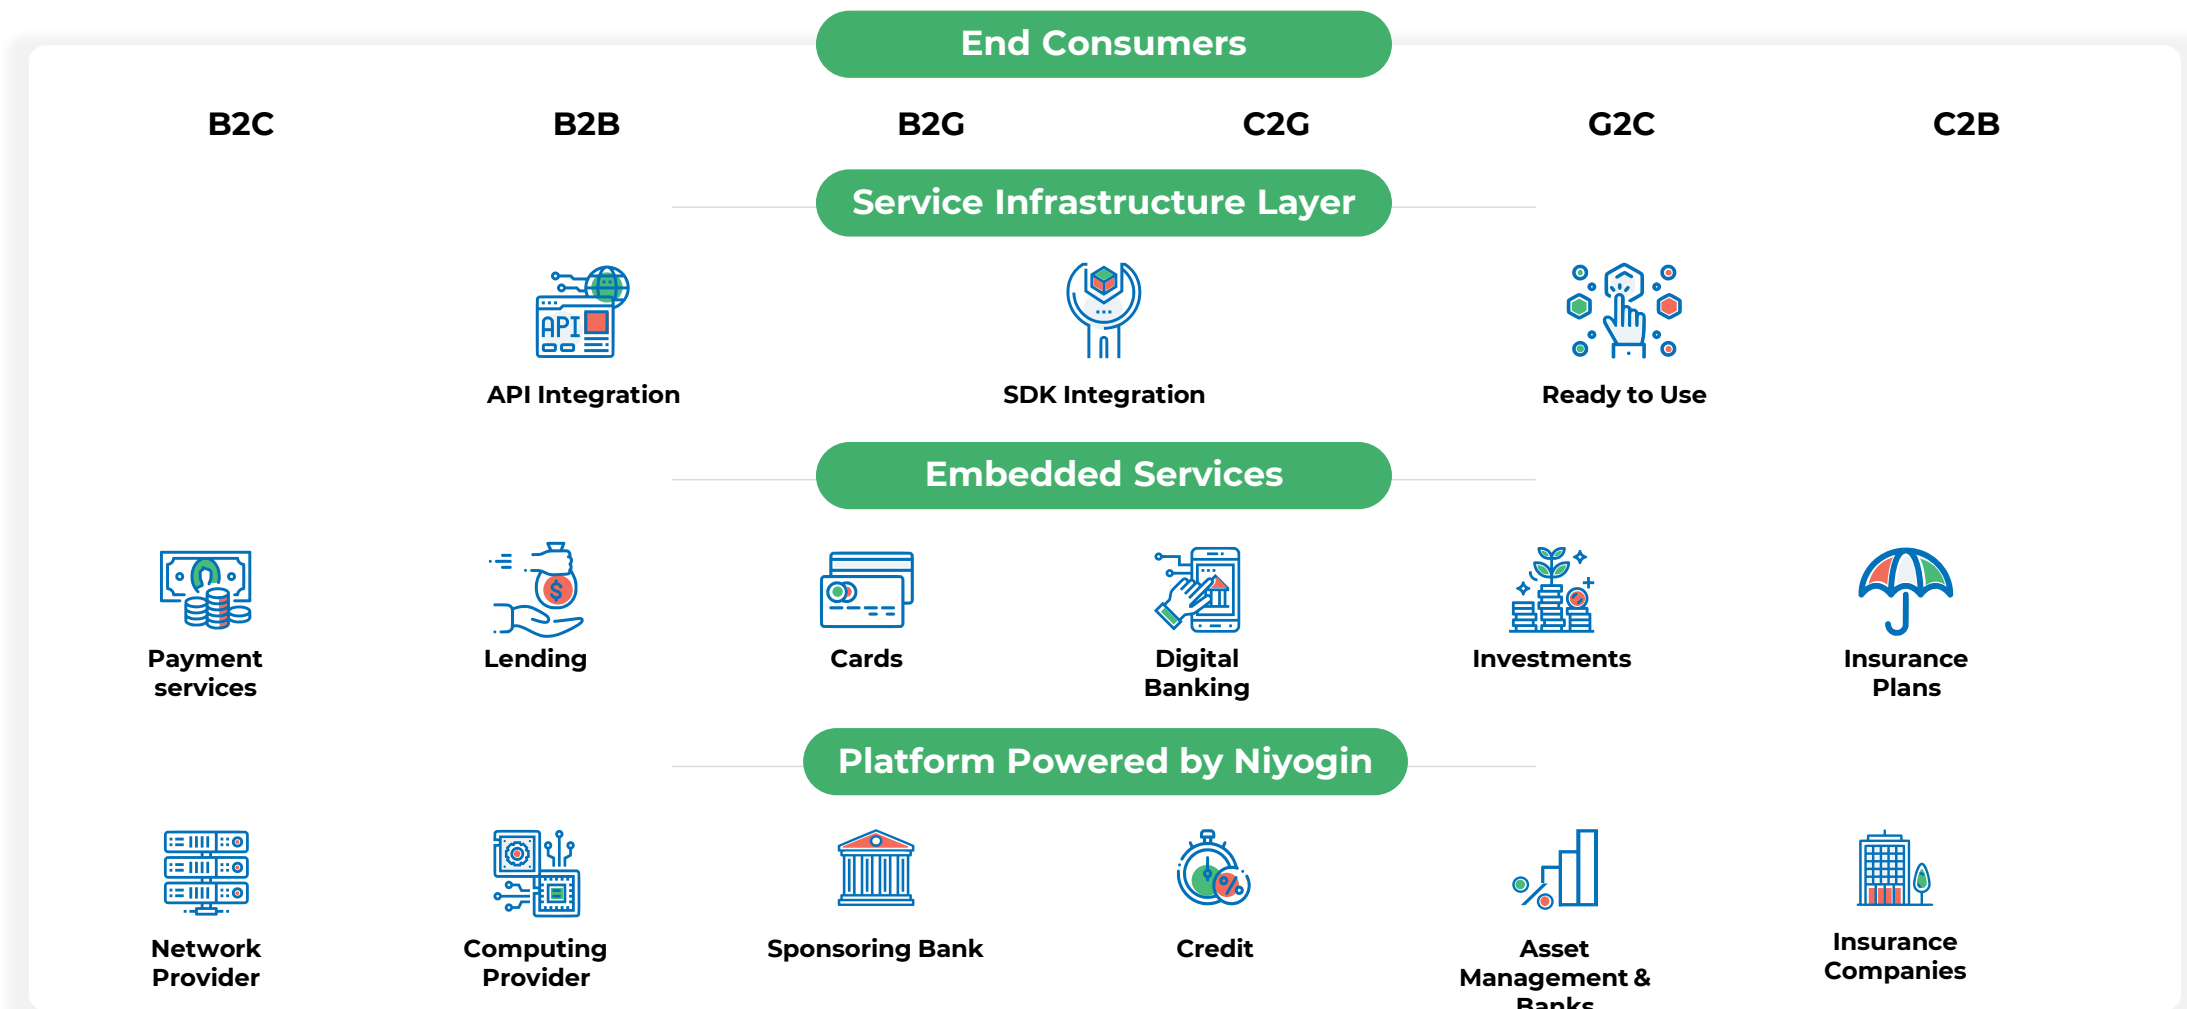 End Consumers
B2C B2B B2G C2G G2C C2B
Service Infrastructure Layer
API
API Integration SDK Integration Ready to Use
Embedded Services
Payment
services
Lending
Cards
Digital
Banking
Investments
Insurance
Plans
Platform Powered by Niyogin
Network
Provider
Computing
Provider
Sponsoring Bank
Credit
Asset
Management &
Banks
Insurance
Companies